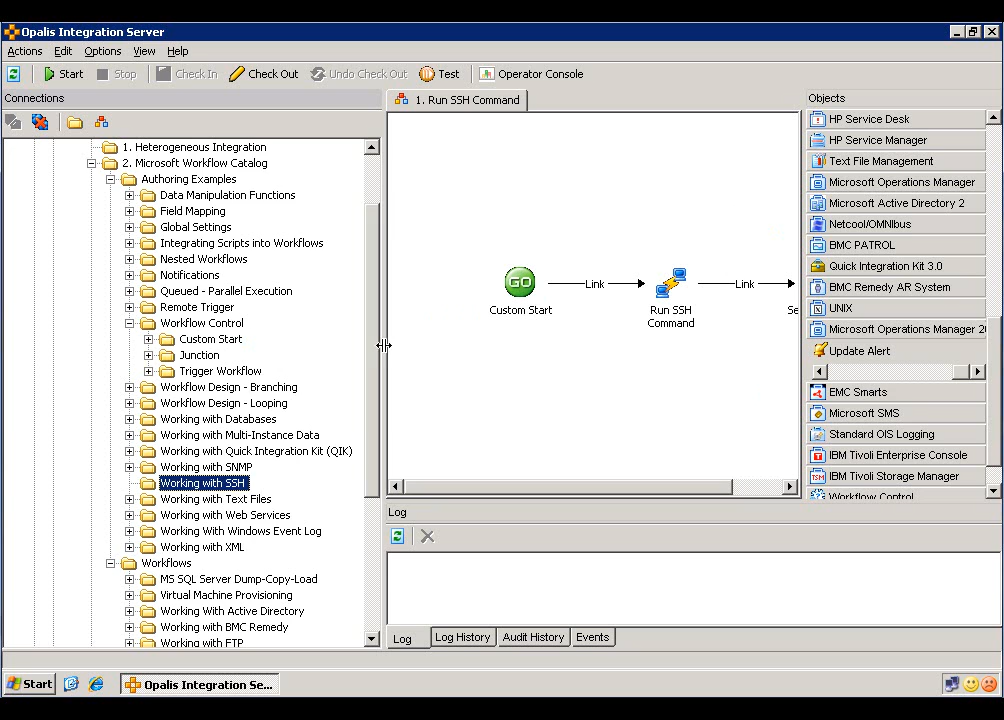 Opalis Integration Server
Actions Edit Options View Help
Start Stop Check In Check Out Undo Check Out Test Operator Console
Connections
1. Heterogeneous Integration
2. Microsoft Workflow Catalog
Authoring Examples
Data Manipulation Functions
Field Mapping
Global Settings
Integrating Scripts into Workflows
Nested Workflows
Notifications
Queued - Parallel Execution
Remote Trigger
Workflow Control
Custom Start
Junction
Trigger Workflow
Workflow Design - Branching
Workflow Design - Looping
Working with Databases
Working with Multi-Instance Data
Working with Quick Integration Kit (QIK)
Working with SNMP
Working with SSH
Working with Text Files
Working with Web Services
Working With Windows Event Log
Working with XML
Workflows
MS SQL Server Dump-Copy-Load
Virtual Machine Provisioning
Working With Active Directory
Working with BMC Remedy
Working with FTP
1. Run SSH Command
GO
Custom Start
Link
Run SSH
Command
Link
Se
Objects
HP Service Desk
HP Service Manager
Text File Management
Microsoft Operations Manager
Microsoft Active Directory 2
Netcool/OMNIbus
BMC PATROL
Quick Integration Kit 3.0
BMC Remedy AR System
UNIX
Microsoft Operations Manager 20
Update Alert
EMC Smarts
Microsoft SMS
Standard OIS Logging
IBM Tivoli Enterprise Console
IBM Tivoli Storage Manager
Workflow Control
Log
Log Log History Audit History Events
Start Opalis Integration Se...